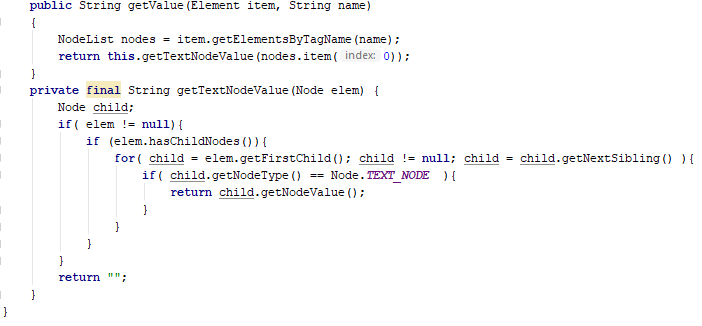 public String getValue(Element item, String name)
{
NodeList nodes = item.getElementsByTagName(name);
return this.getTextNodeValue(nodes.item( index: 0));
}
private final String getTextNodeValue(Node elem) {
Node child;
if( elem != null){
if (elem.hasChildNodes()){
for( child = elem.getFirstChild(); child != null; child = child.getNextSibling() ){
if( child.getNodeType() == Node.TEXT_NODE  ){
return child.getNodeValue();
}
}
}
}
return "";
}
}